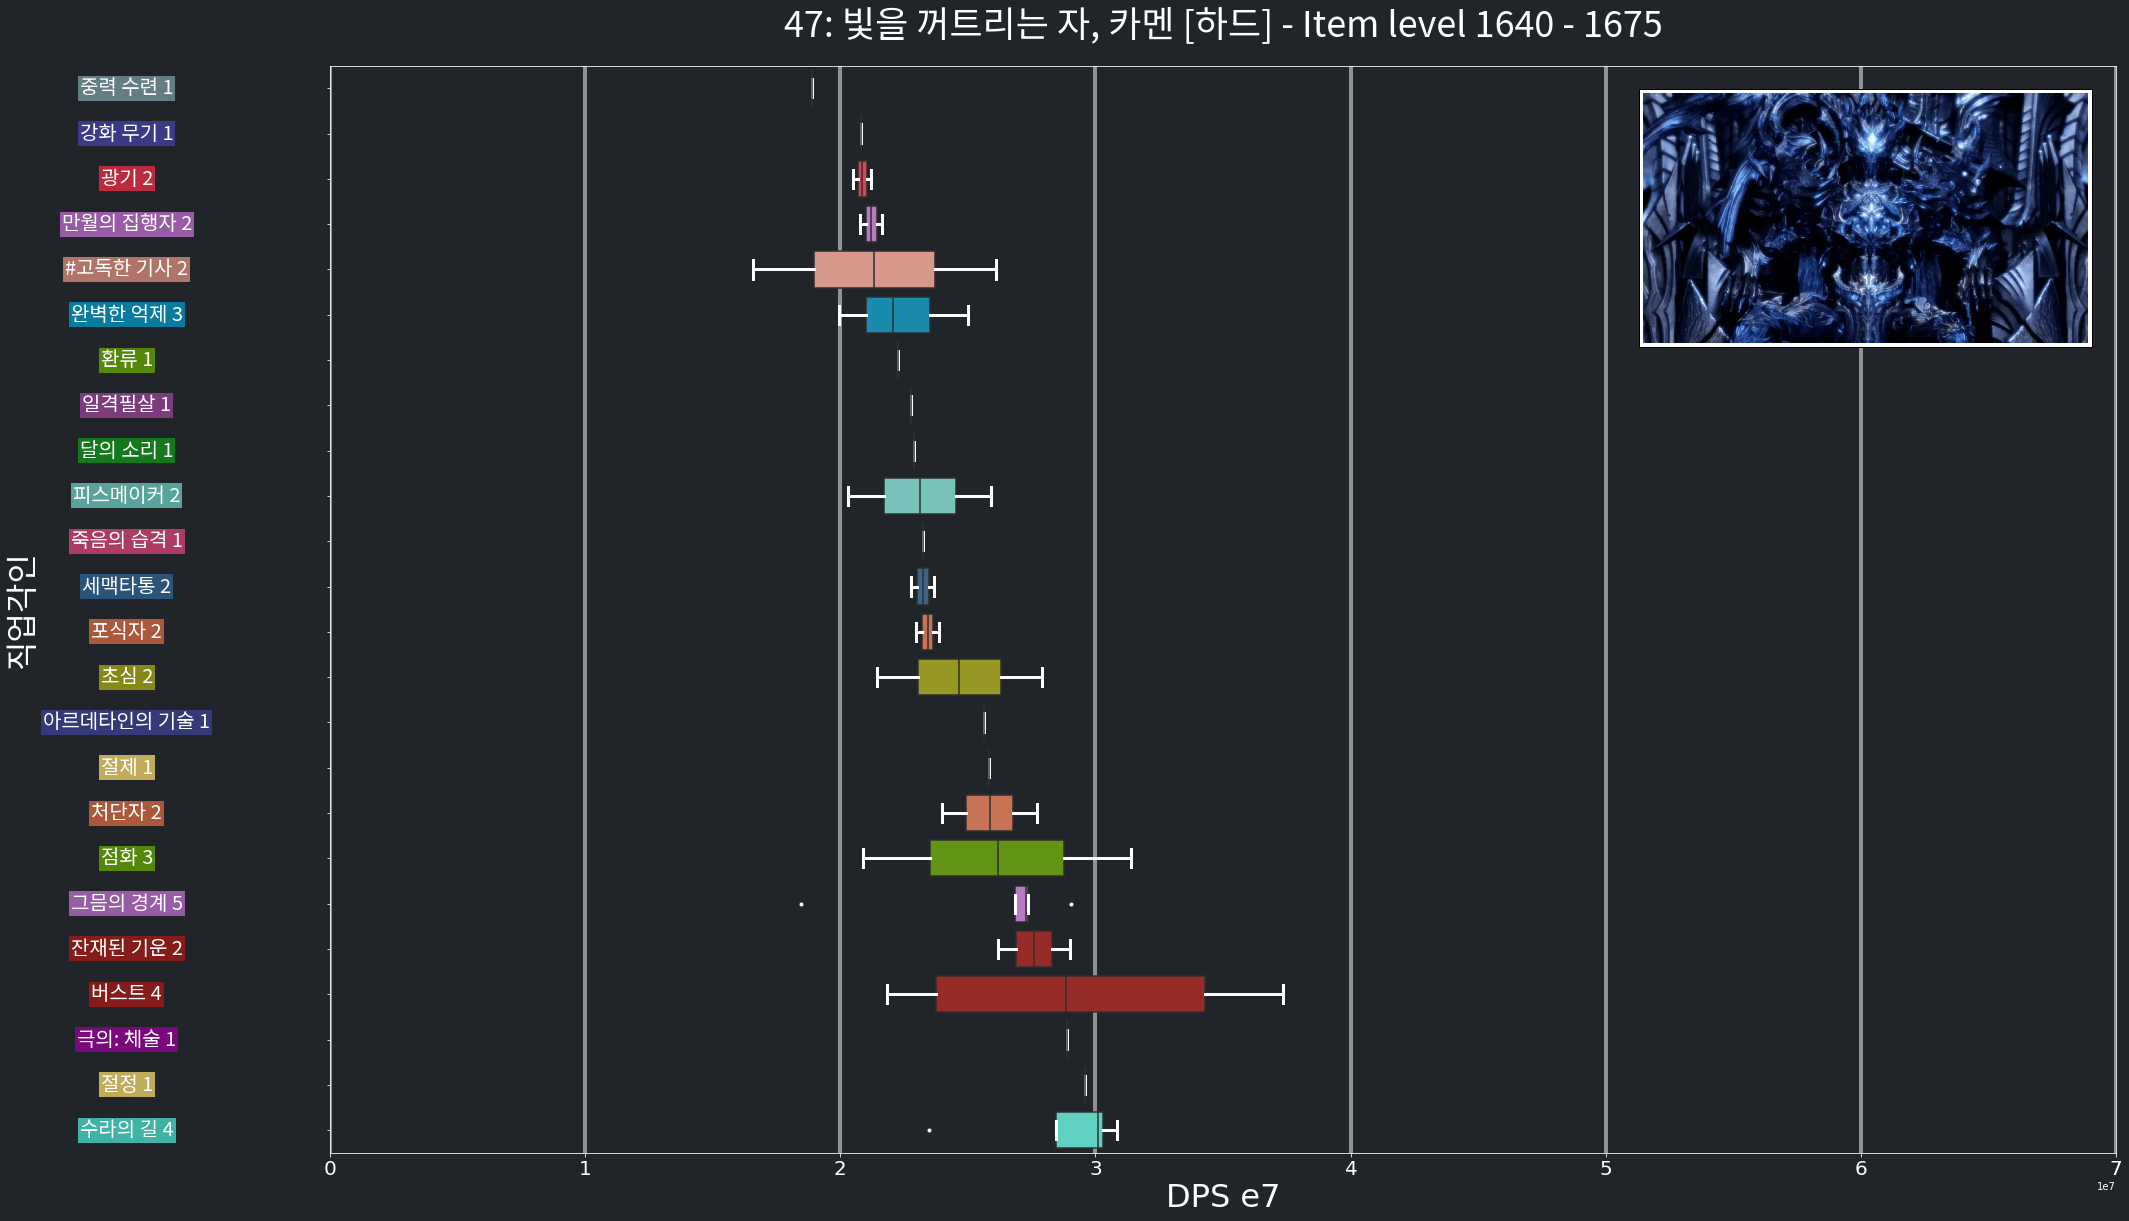 47: 빛을 꺼트리는 자, 카멘 [하드] - Item level 1640 - 1675
직업각인
중력 수련 1
강화 무기 1
광기 2
만월의 집행자 2
#고독한 기사 2
완벽한 억제 3
환류 1
일격필살 1
달의 소리 1
피스메이커 2
죽음의 습격 1
세맥타통 2
포식자 2
초심 2
아르데타인의 기술 1
절제 1
처단자 2
점화 3
그믐의 경계 5
잔재된 기운 2
버스트 4
극의: 체술 1
절정 1
수라의 길 4
0 1 2 3 4 5 6 7
1e7
DPS e7